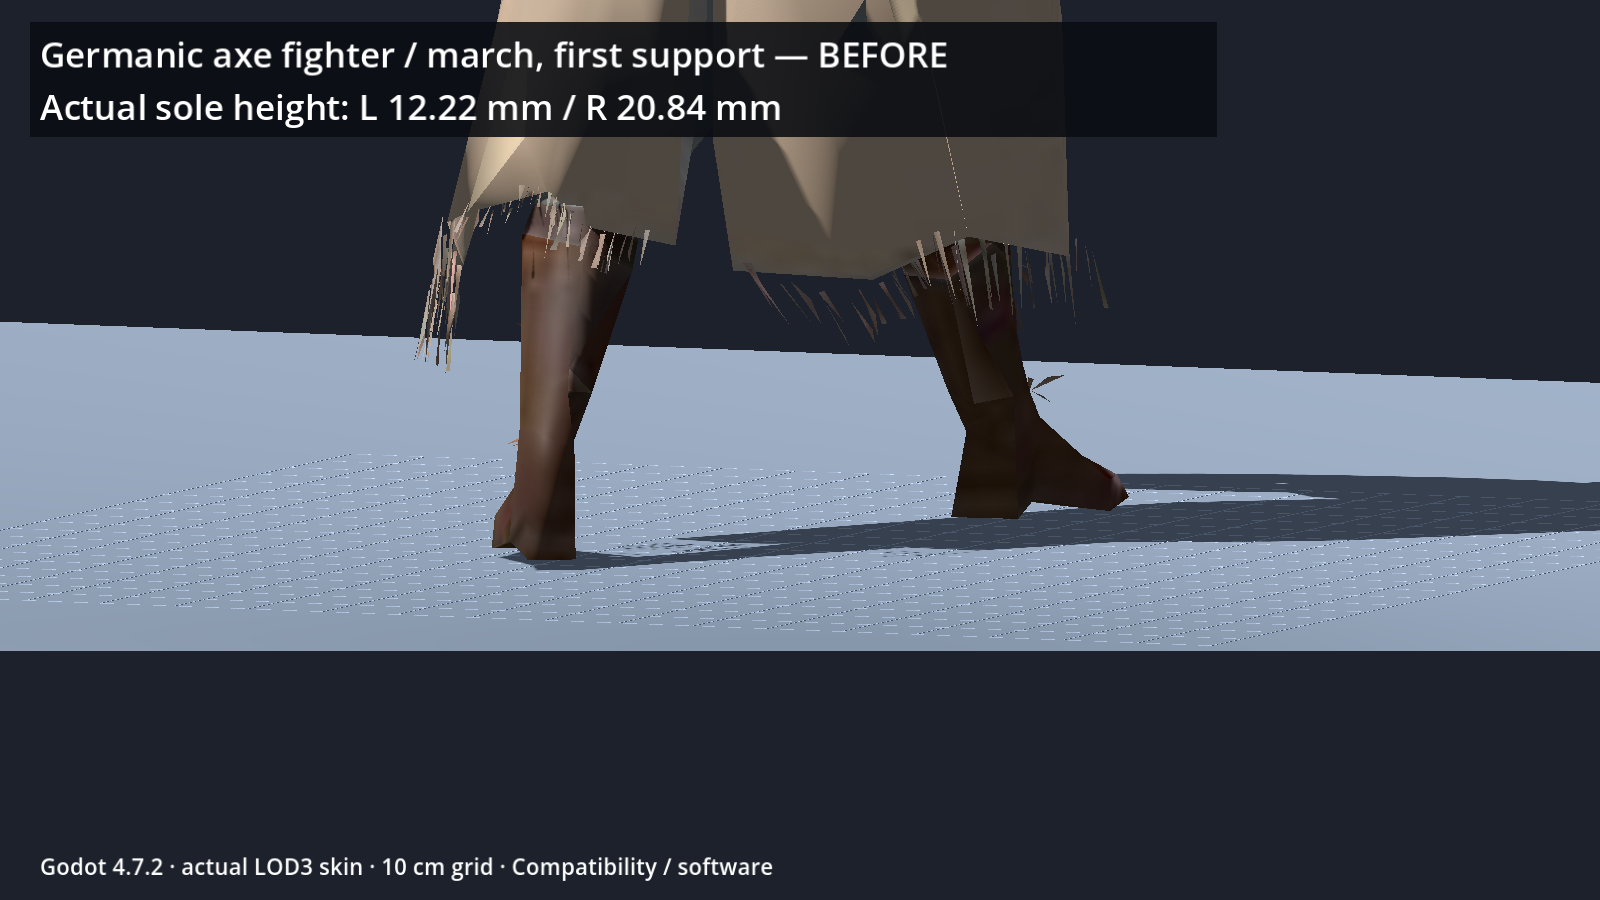 Germanic axe fighter / march, first support — BEFORE
Actual sole height: L 12.22 mm / R 20.84 mm
Godot 4.7.2 · actual LOD3 skin · 10 cm grid · Compatibility / software